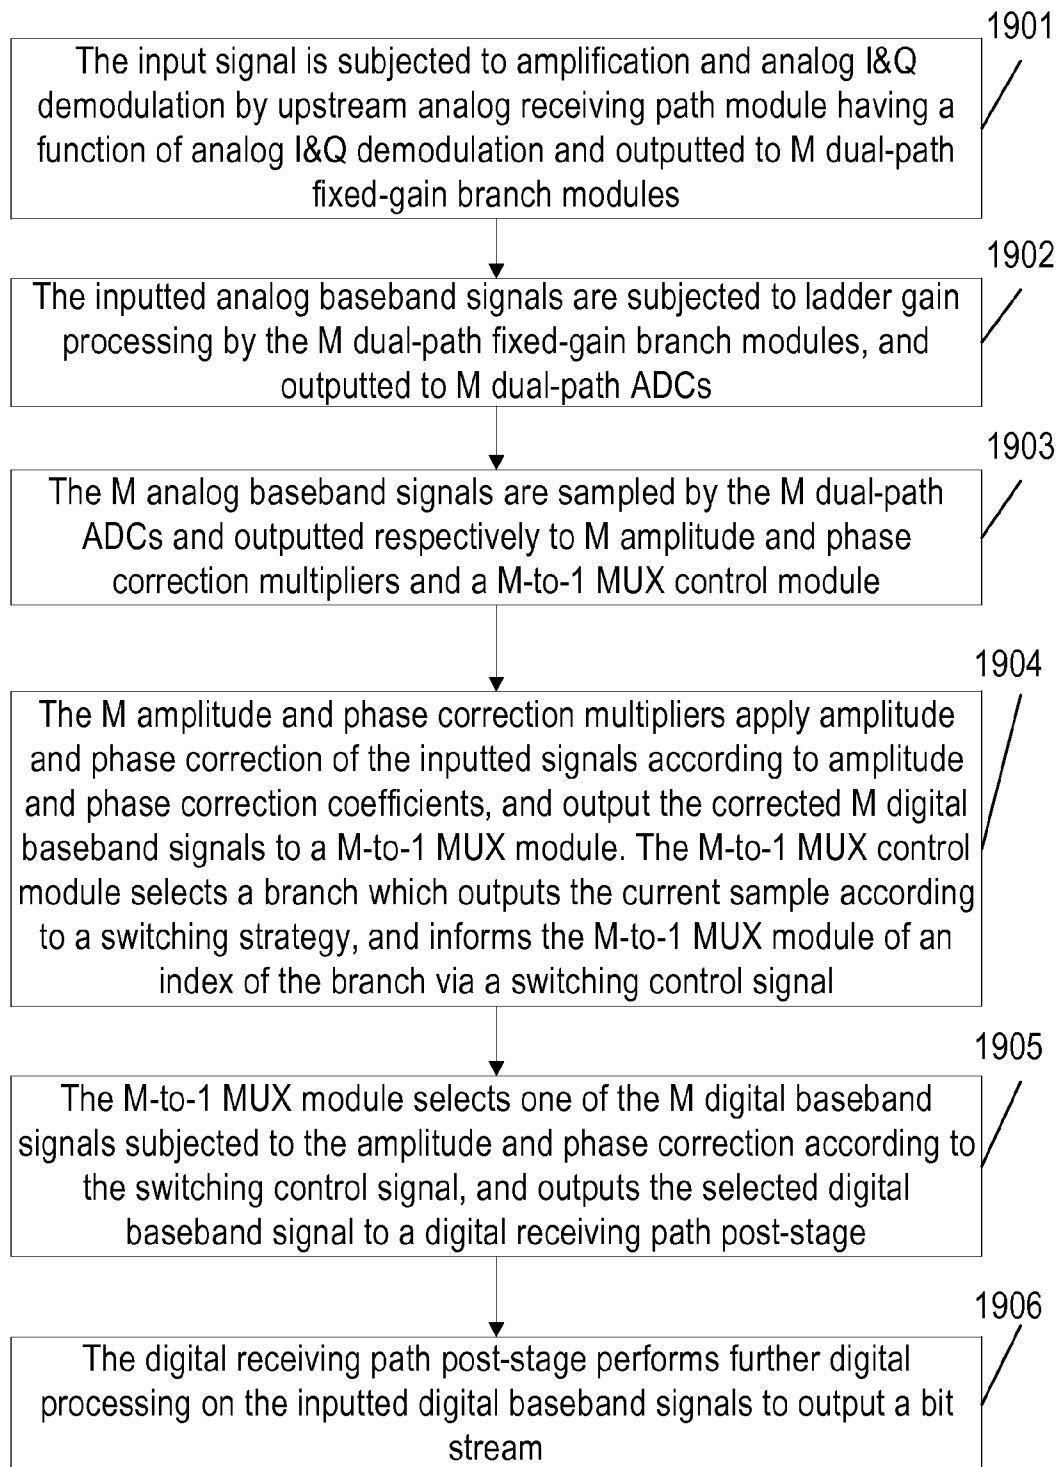 1901
The input signal is subjected to amplification and analog I&Q
demodulation by upstream analog receiving path module having a
function of analog I&Q demodulation and outputted to M dual-path
fixed-gain branch modules
1902
The inputted analog baseband signals are subjected to ladder gain
processing by the M dual-path fixed-gain branch modules, and
outputted to M dual-path ADCs
1903
The M analog baseband signals are sampled by the M dual-path
ADCs and outputted respectively to M amplitude and phase
correction multipliers and a M-to-1 MUX control module
1904
The M amplitude and phase correction multipliers apply amplitude
and phase correction of the inputted signals according to amplitude
and phase correction coefficients, and output the corrected M digital
baseband signals to a M-to-1 MUX module. The M-to-1 MUX control
module selects a branch which outputs the current sample according
to a switching strategy, and informs the M-to-1 MUX module of an
index of the branch via a switching control signal
1905
The M-to-1 MUX module selects one of the M digital baseband
signals subjected to the amplitude and phase correction according to
the switching control signal, and outputs the selected digital
baseband signal to a digital receiving path post-stage
1906
The digital receiving path post-stage performs further digital
processing on the inputted digital baseband signals to output a bit
stream